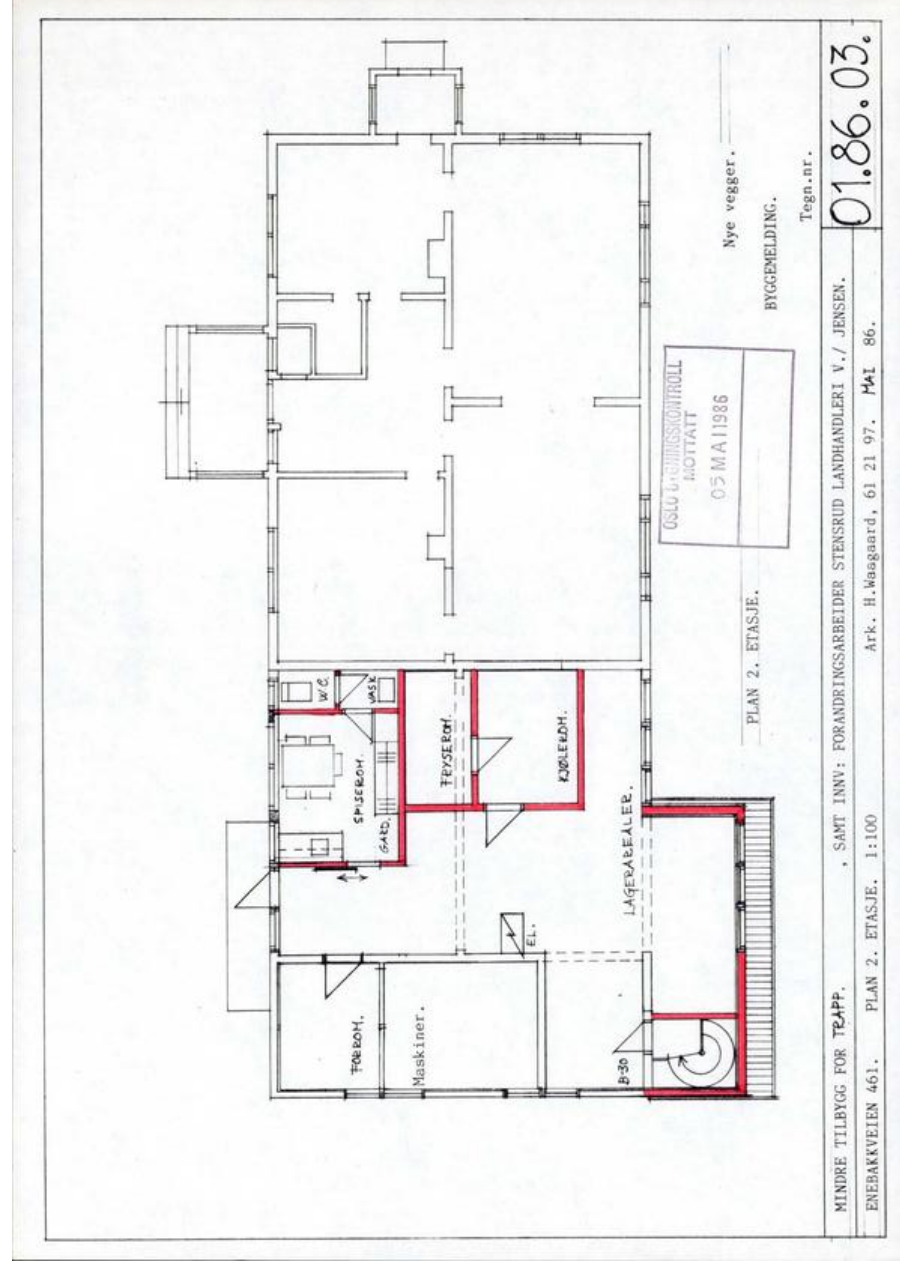 W.C.
VASK
SPISEROM.
GARD.
FRYSEROM.
KJØLEROM.
LAGERAREALER.
EL.
FORROM.
Maskiner.
B-30
Nye vegger.
BYGGEMELDING.
Tegn.nr.
OSLO BYGNINGSKONTROLL
MOTTATT
05 MAI 1986
PLAN 2. ETASJE.
MINDRE TILBYGG FOR TRAPP. , SAMT INNV: FORANDRINGSARBEIDER STENSRUD LANDHANDLERI V./ JENSEN.
ENEBAKKVEIEN 461. PLAN 2. ETASJE. 1:100 Ark. H.Waagaard, 61 21 97. MAI 86.
01.86.03.